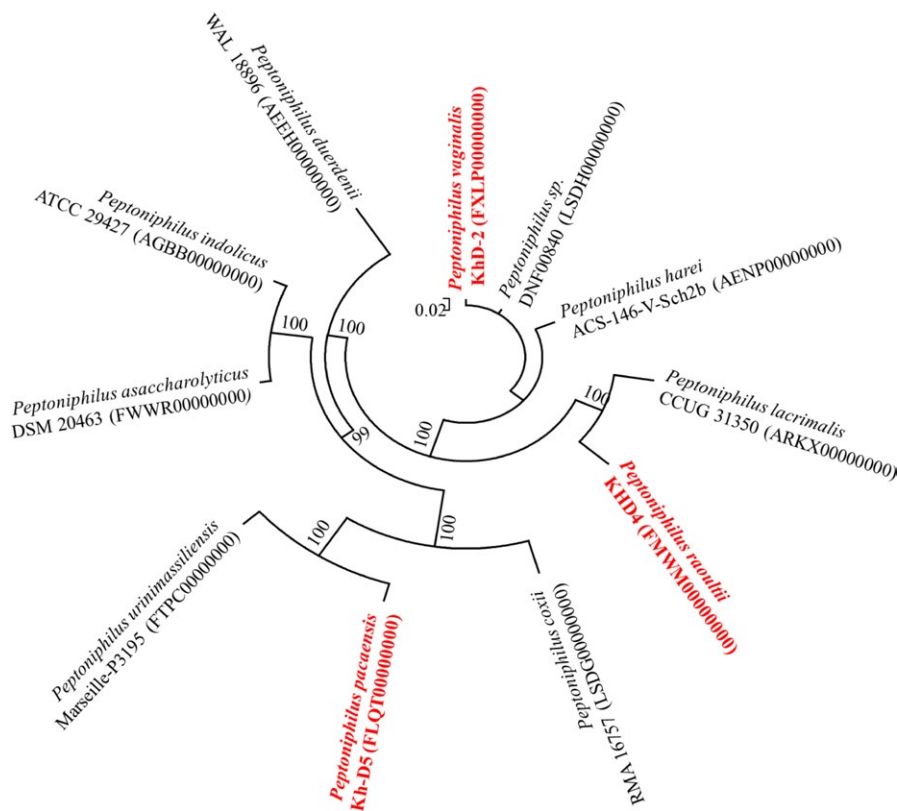 Peptoniphilus duerdenii
WAL 18896 (AEEH00000000)
Peptoniphilus vaginalis
KhD-2 (FXLP00000000)
Peptoniphilus sp.
DNF00840 (LSDH00000000)
Peptoniphilus harei
ACS-146-V-Sch2b (AENP00000000)
Peptoniphilus lacrimalis
CCUG 31350 (ARKX00000000)
Peptoniphilus raoultii
KHD4 (FMWM00000000)
Peptoniphilus coxii
RMA 16757 (LSDG00000000)
Peptoniphilus pacaensis
Kh-D5 (FLQT00000000)
Peptoniphilus urinimassiliensis
Marseille-P3195 (FTPC00000000)
Peptoniphilus asaccharolyticus
DSM 20463 (FWWR00000000)
Peptoniphilus indolicus
ATCC 29427 (AGBB00000000)
0.02
100
100
100
100
99
100
100